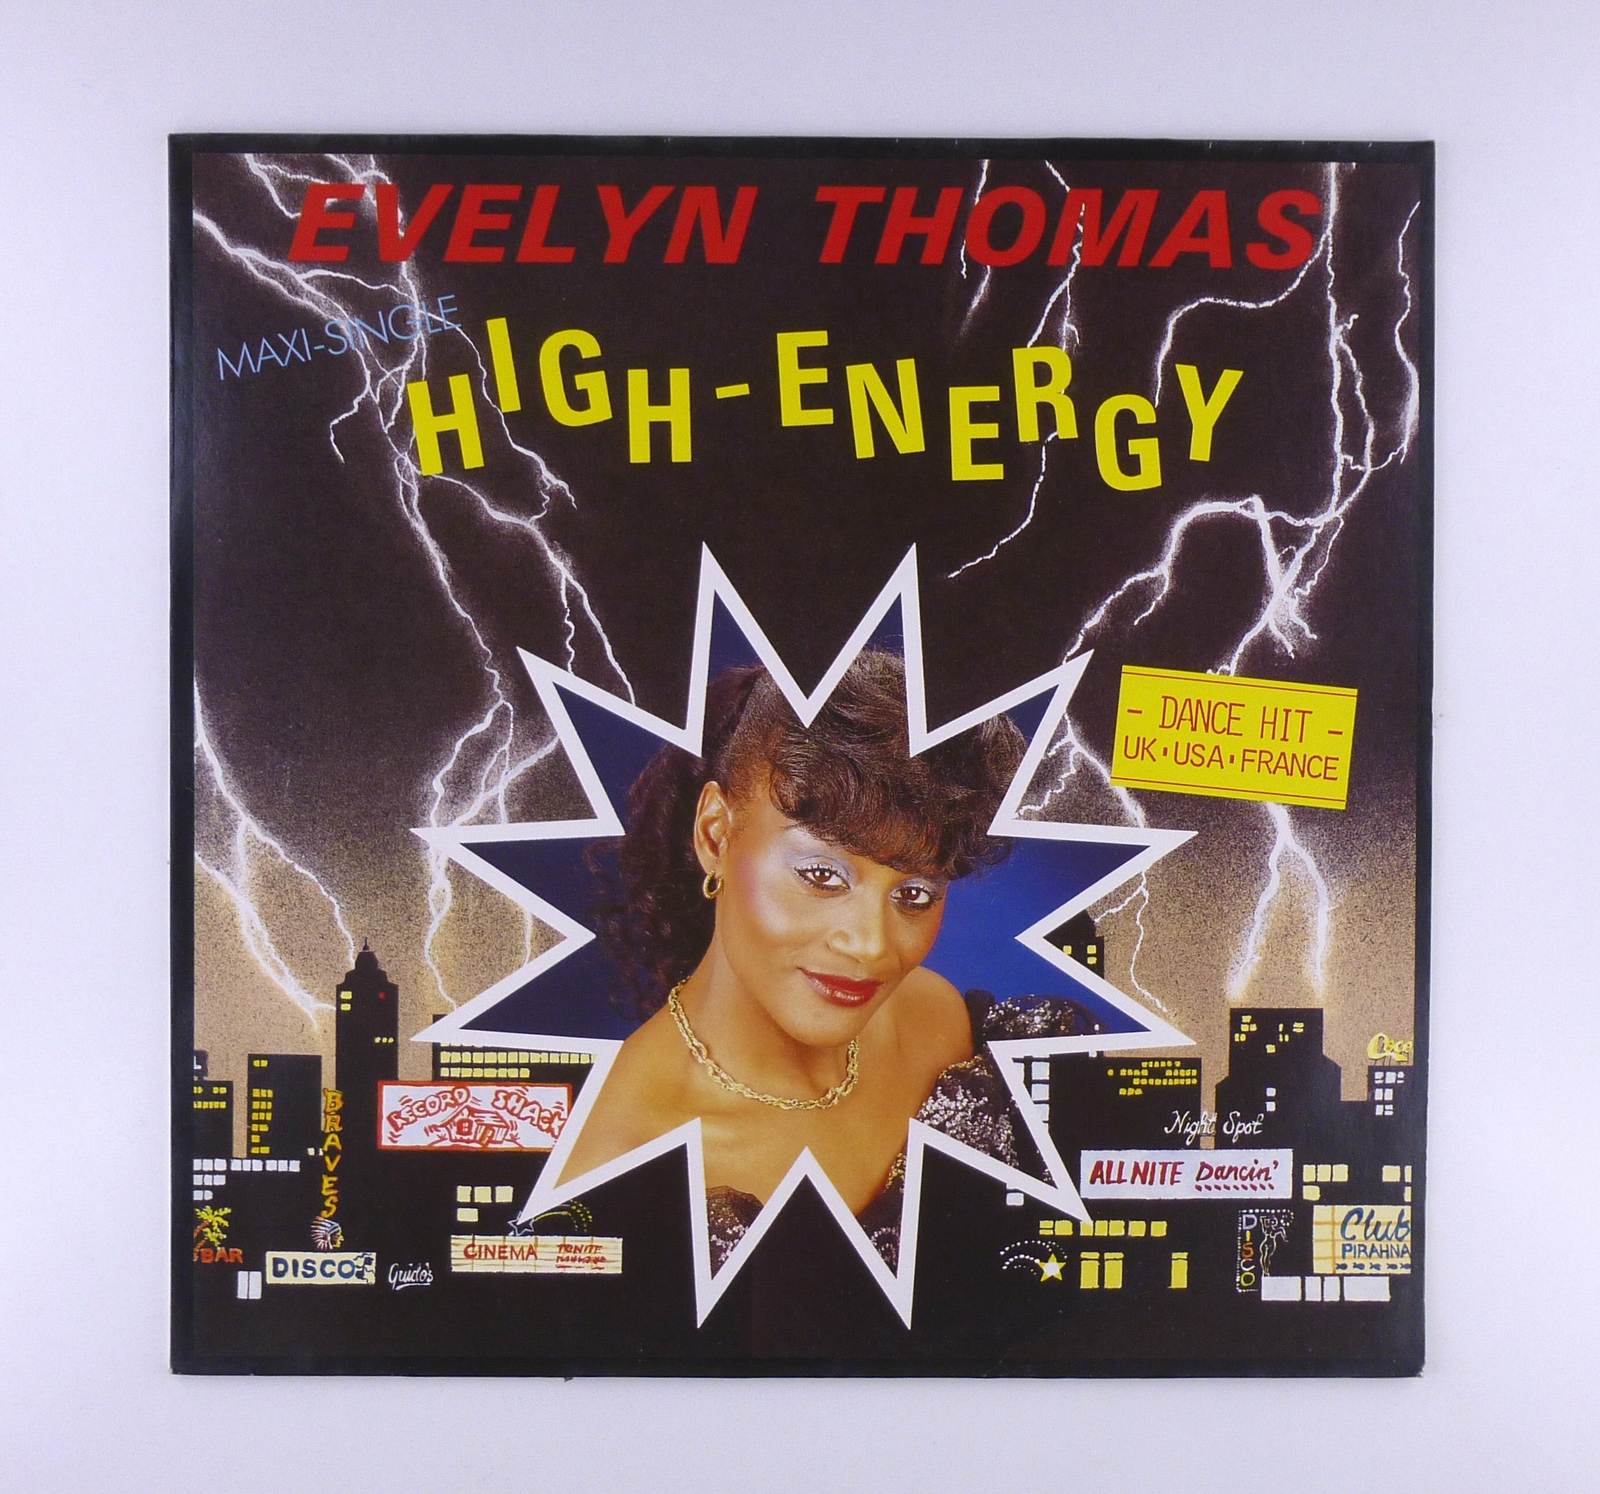 EVELYN THOMAS
MAXI-SINGLE
HIGH-ENERGY
- DANCE HIT -
UK·USA·FRANCE
RECORD SHACK
BRAVES
Night Spot
ALL NITE Dancin'
BAR
DISCO
Guido's
CINEMA
TONITE
DISCO
Club
PIRAHNA